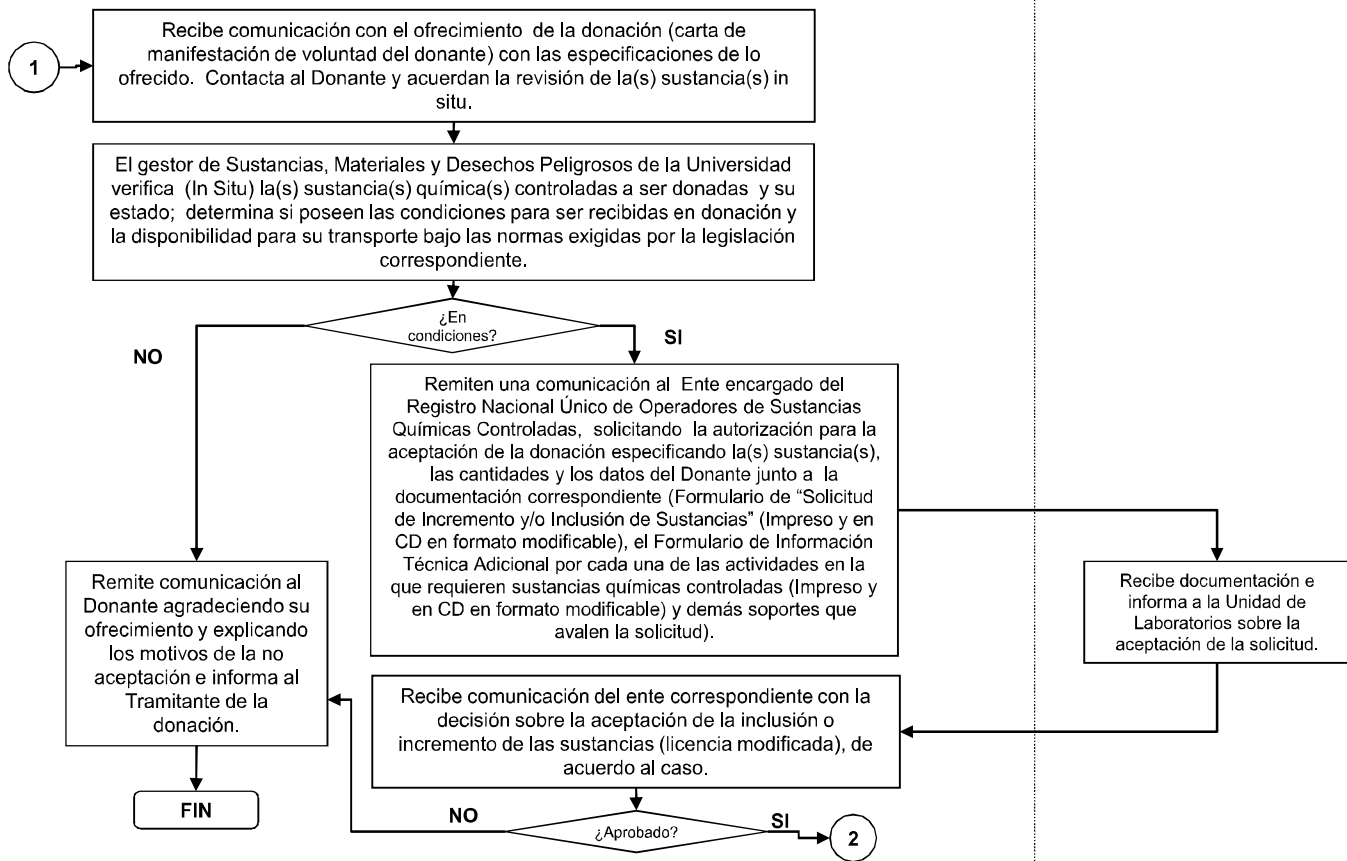 1
Recibe comunicación con el ofrecimiento de la donación (carta de
manifestación de voluntad del donante) con las especificaciones de lo
ofrecido. Contacta al Donante y acuerdan la revisión de la(s) sustancia(s) in
situ.
El gestor de Sustancias, Materiales y Desechos Peligrosos de la Universidad
verifica (In Situ) la(s) sustancia(s) química(s) controladas a ser donadas y su
estado; determina si poseen las condiciones para ser recibidas en donación y
la disponibilidad para su transporte bajo las normas exigidas por la legislación
correspondiente.
¿En
condiciones?
NO
SI
Remiten una comunicación al Ente encargado del
Registro Nacional Único de Operadores de Sustancias
Químicas Controladas, solicitando la autorización para la
aceptación de la donación especificando la(s) sustancia(s),
las cantidades y los datos del Donante junto a la
documentación correspondiente (Formulario de “Solicitud
de Incremento y/o Inclusión de Sustancias” (Impreso y en
CD en formato modificable), el Formulario de Información
Técnica Adicional por cada una de las actividades en la
que requieren sustancias químicas controladas (Impreso y
en CD en formato modificable) y demás soportes que
avalen la solicitud).
Recibe documentación e
informa a la Unidad de
Laboratorios sobre la
aceptación de la solicitud.
Remite comunicación al
Donante agradeciendo su
ofrecimiento y explicando
los motivos de la no
aceptación e informa al
Tramitante de la
donación.
Recibe comunicación del ente correspondiente con la
decisión sobre la aceptación de la inclusión o
incremento de las sustancias (licencia modificada), de
acuerdo al caso.
FIN
NO
¿Aprobado?
SI
2